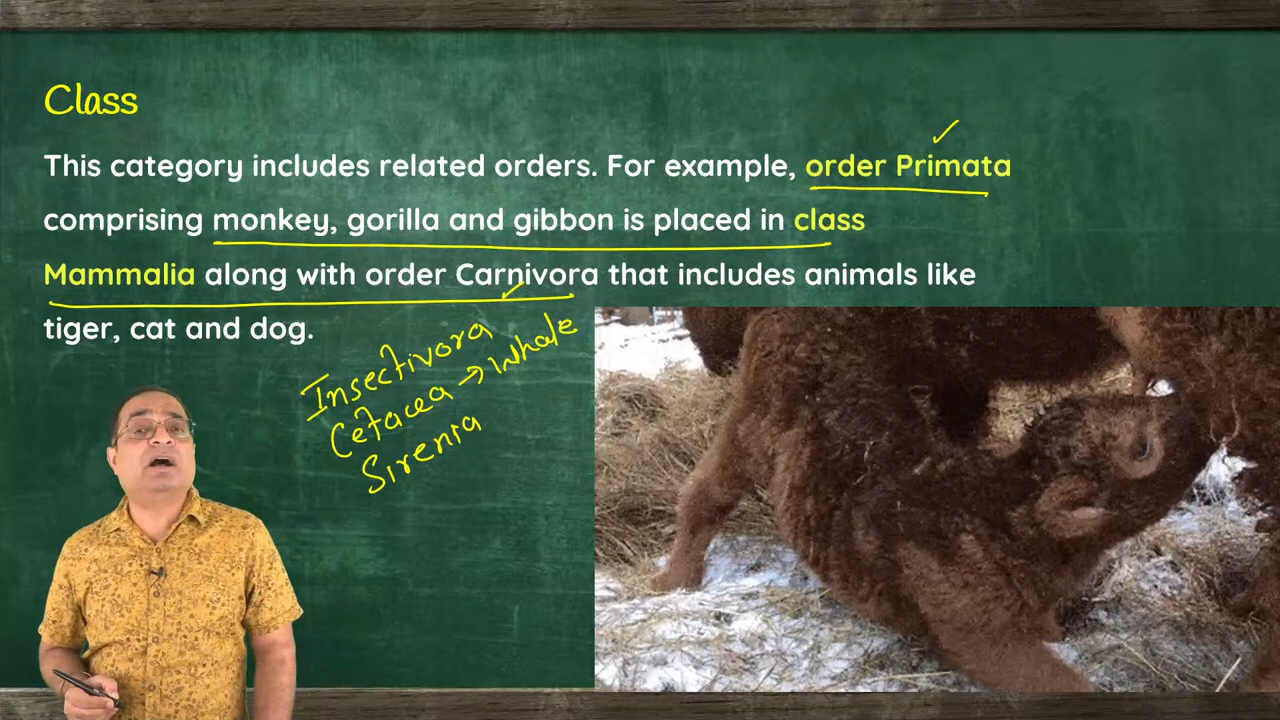 Class
This category includes related orders. For example, order Primata
comprising monkey, gorilla and gibbon is placed in class
Mammalia along with order Carnivora that includes animals like
tiger, cat and dog.
Insectivora
Cetacea → Whale
Sirenia